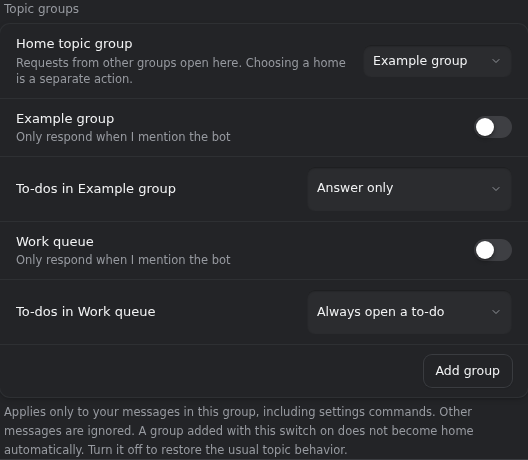 Topic groups
Home topic group
Requests from other groups open here. Choosing a home
is a separate action.
Example group
Example group
Only respond when I mention the bot
To-dos in Example group
Answer only
Work queue
Only respond when I mention the bot
To-dos in Work queue
Always open a to-do
Add group
Applies only to your messages in this group, including settings commands. Other
messages are ignored. A group added with this switch on does not become home
automatically. Turn it off to restore the usual topic behavior.